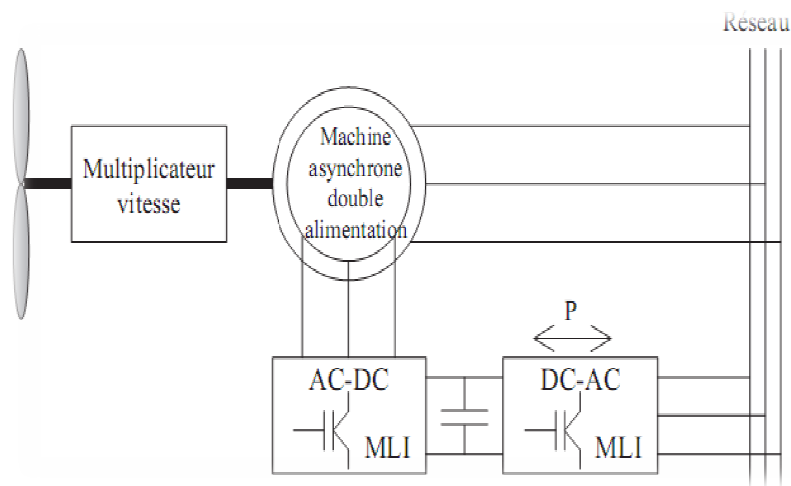 Réseau
Machine
asynchrone
double
alimentation
Multiplicateur
vitesse
P
AC-DC
MLI
DC-AC
MLI